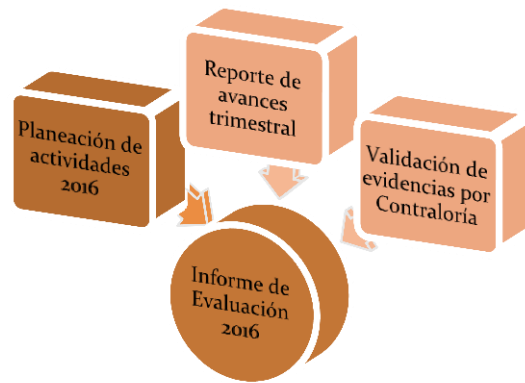 Planeación de
actividades
2016
Reporte de
avances
trimestral
Validación de
evidencias por
Contraloría
Informe de
Evaluación
2016